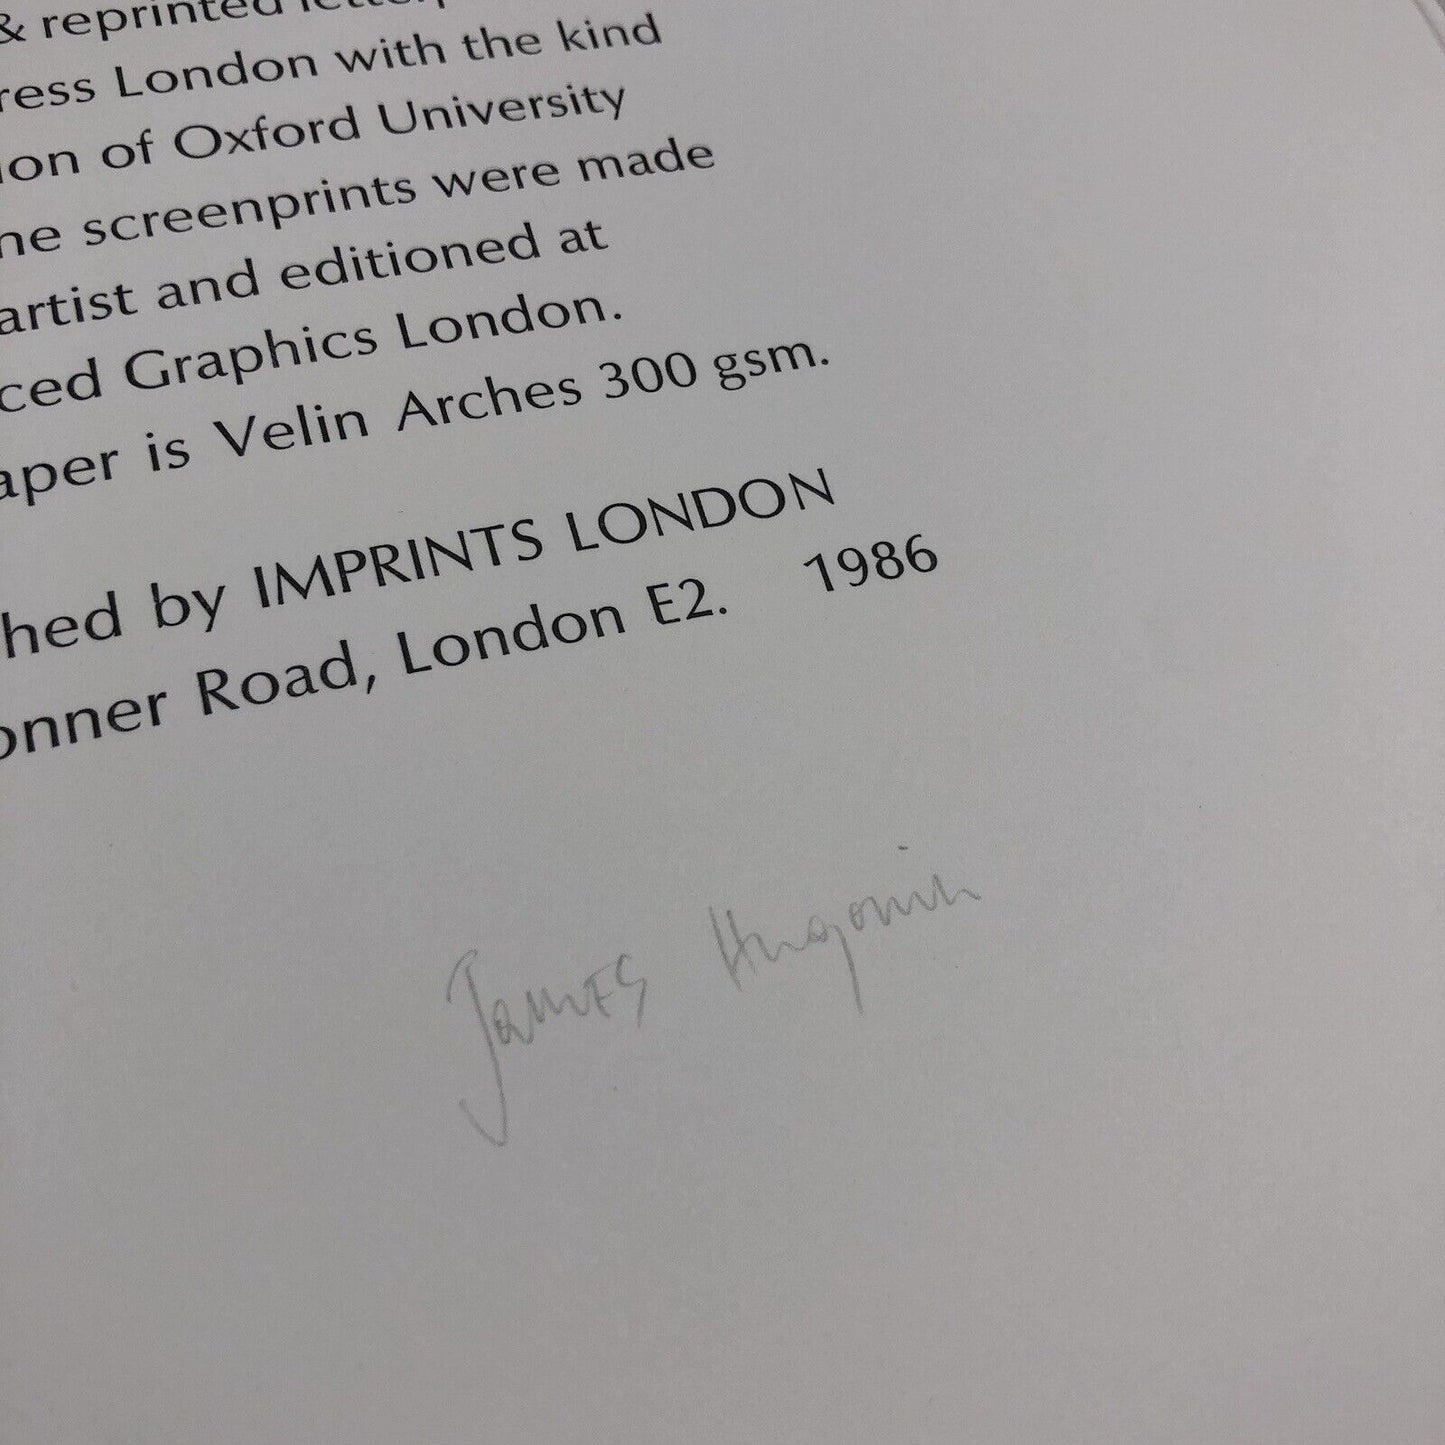 & reprinted
ress London with the kind
ion of Oxford University
ne screenprints were made
artist and editioned at
ced Graphics London.
aper is Velin Arches 300 gsm.
hed by IMPRINTS LONDON
onner Road, London E2. 1986
James Hugonin